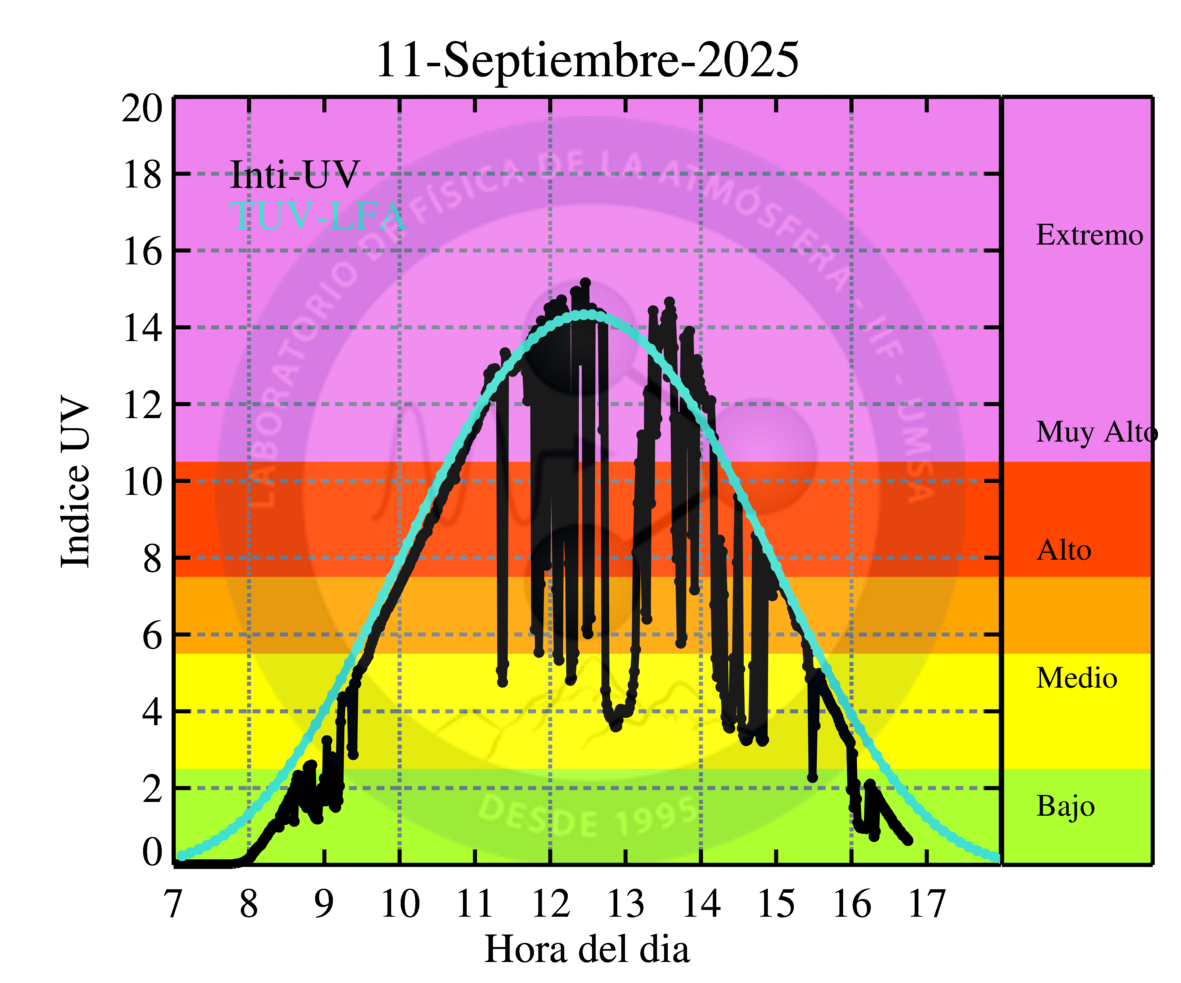 11-Septiembre-2025
Indice UV
20
18
16
14
12
10
8
6
4
2
0
Inti-UV
TUV-LFA
LABORATORIO DE FÍSICA DE LA ATMÓSFERA - IIF - UMSA
DESDE 1995
Extremo
Muy Alto
Alto
Medio
Bajo
7 8 9 10 11 12 13 14 15 16 17
Hora del dia